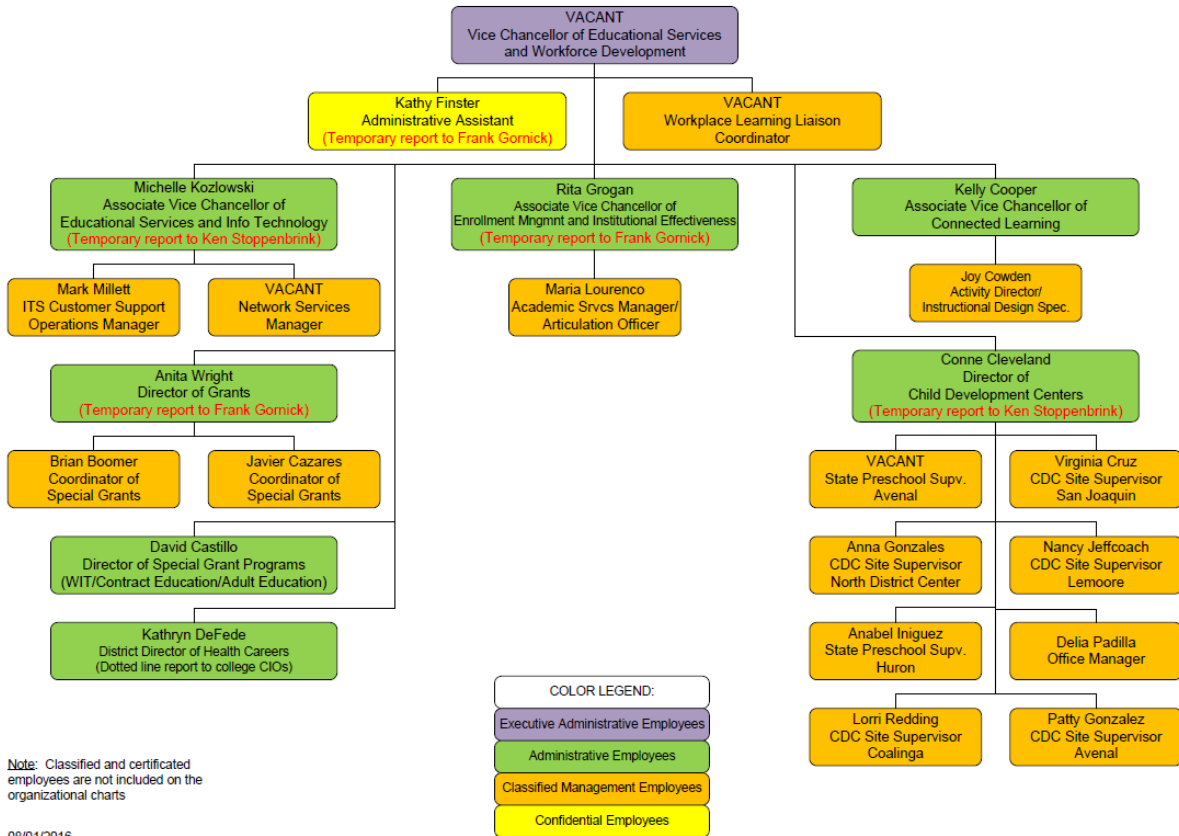 VACANT
Vice Chancellor of Educational Services
and Workforce Development
Kathy Finster
Administrative Assistant
(Temporary report to Frank Gornick)
VACANT
Workplace Learning Liaison
Coordinator
Michelle Kozlowski
Associate Vice Chancellor of
Educational Services and Info Technology
(Temporary report to Ken Stoppenbrink)
Rita Grogan
Associate Vice Chancellor of
Enrollment Mngmnt and Institutional Effectiveness
(Temporary report to Frank Gornick)
Kelly Cooper
Associate Vice Chancellor of
Connected Learning
Mark Millett
ITS Customer Support
Operations Manager
VACANT
Network Services
Manager
Maria Lourenco
Academic Srvcs Manager/
Articulation Officer
Joy Cowden
Activity Director/
Instructional Design Spec.
Anita Wright
Director of Grants
(Temporary report to Frank Gornick)
Conne Cleveland
Director of
Child Development Centers
(Temporary report to Ken Stoppenbrink)
Brian Boomer
Coordinator of
Special Grants
Javier Cazares
Coordinator of
Special Grants
VACANT
State Preschool Supv.
Avenal
Virginia Cruz
CDC Site Supervisor
San Joaquin
David Castillo
Director of Special Grant Programs
(WIT/Contract Education/Adult Education)
Anna Gonzales
CDC Site Supervisor
North District Center
Nancy Jeffcoach
CDC Site Supervisor
Lemoore
Kathryn DeFede
District Director of Health Careers
(Dotted line report to college CIOs)
Anabel Iniguez
State Preschool Supv.
Huron
Delia Padilla
Office Manager
Lorri Redding
CDC Site Supervisor
Coalinga
Patty Gonzalez
CDC Site Supervisor
Avenal
COLOR LEGEND:
Executive Administrative Employees
Administrative Employees
Classified Management Employees
Confidential Employees
Note: Classified and certificated
employees are not included on the
organizational charts
08/01/2016